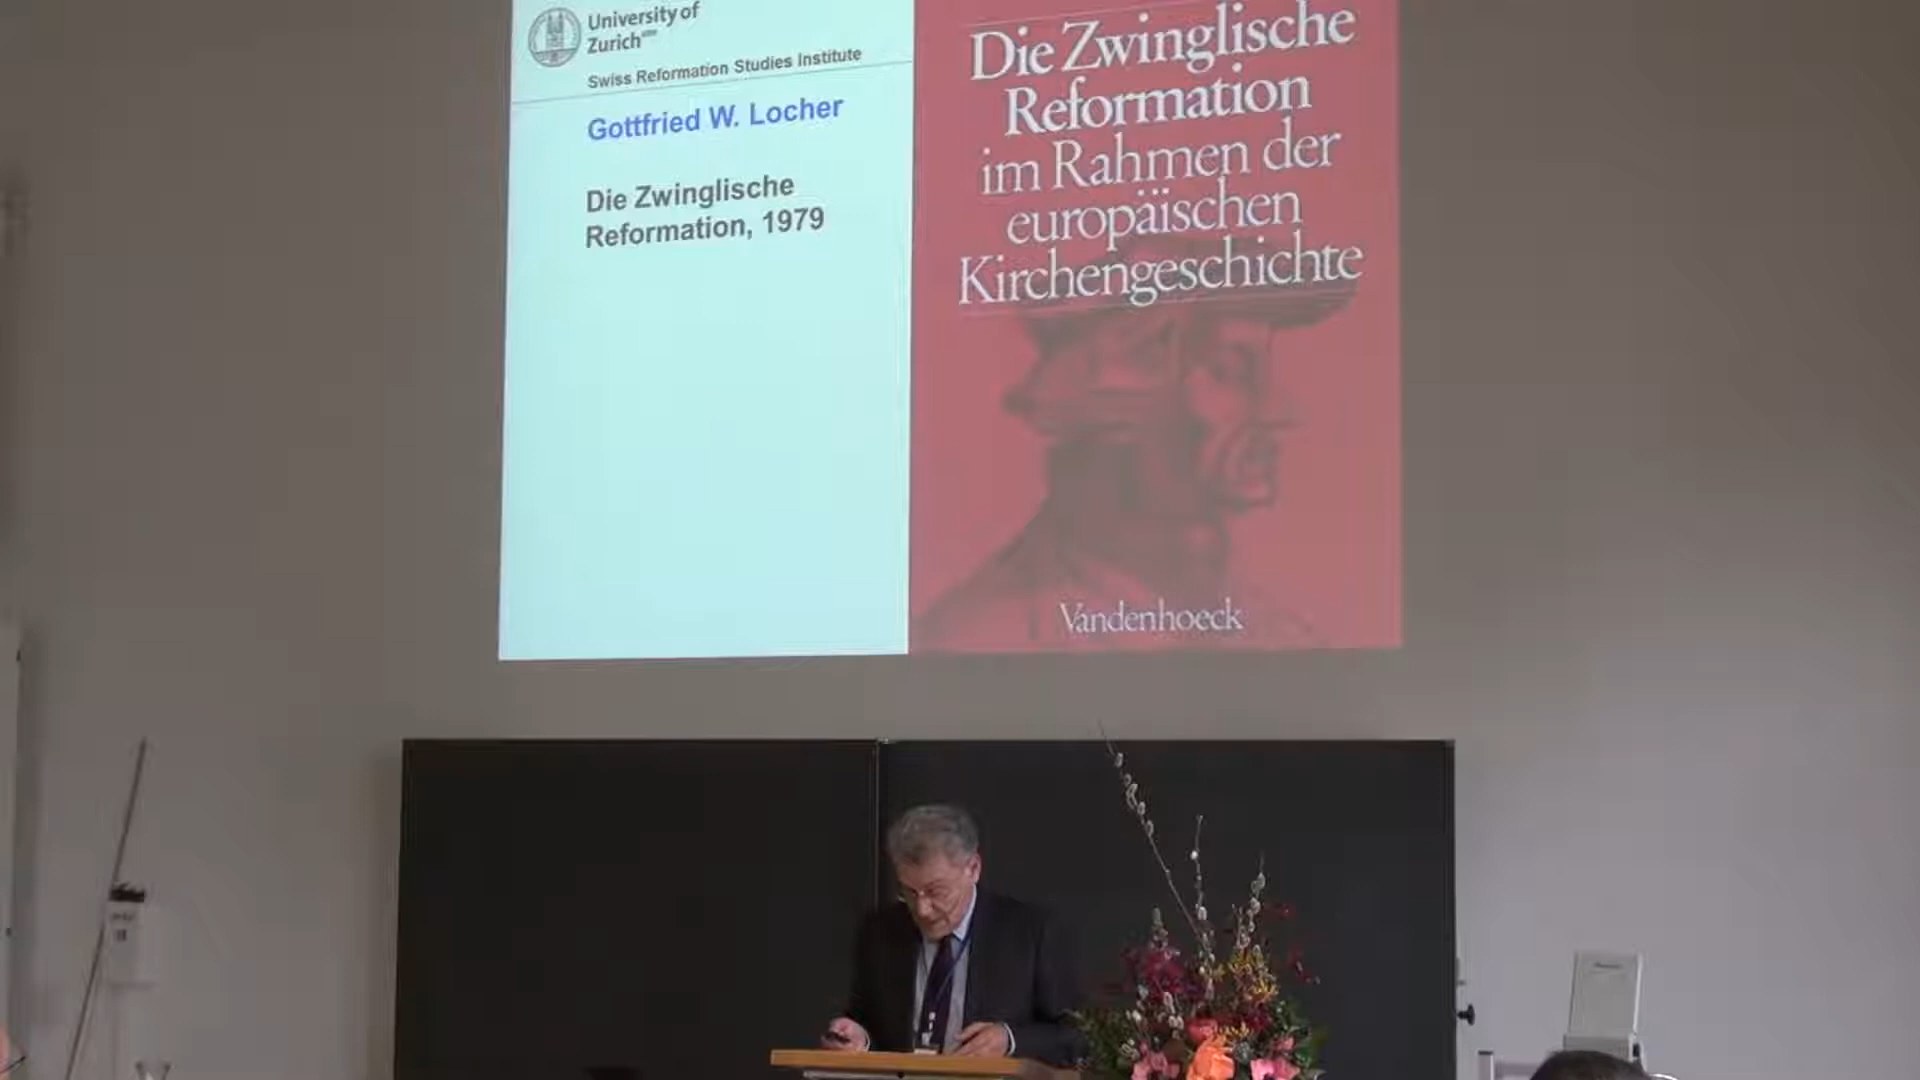 University of
Zurich
Swiss Reformation Studies Institute
Gottfried W. Locher
Die Zwinglische
Reformation, 1979
Die Zwinglische
Reformation
im Rahmen der
europäischen
Kirchengeschichte
Vandenhoeck